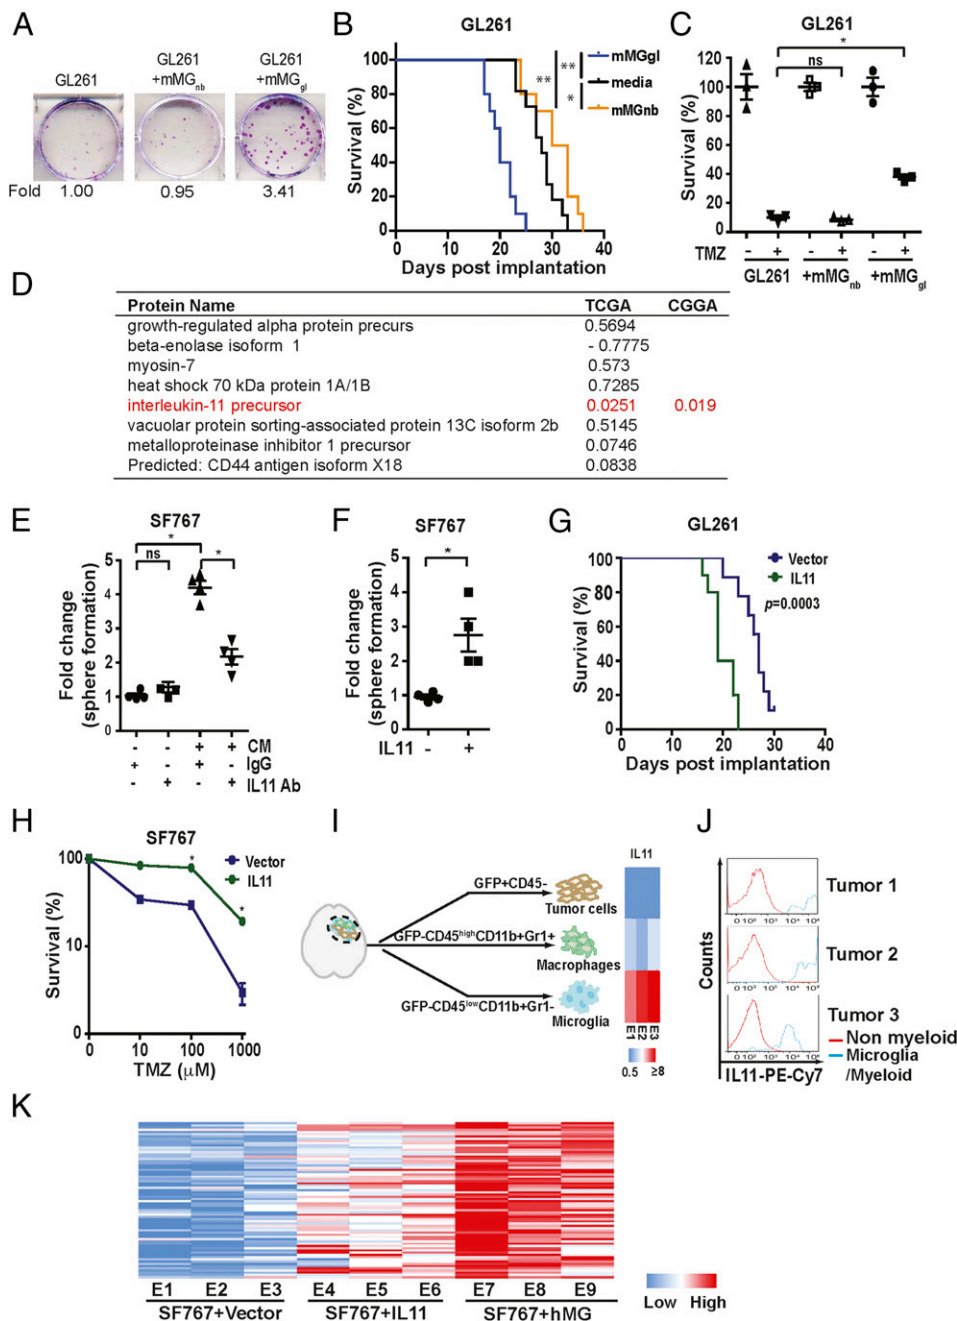 A
GL261
GL261
+mMGnb
GL261
+mMGgl
Fold 1.00 0.95 3.41
B
GL261
Survival (%)
100
80
60
40
20
0
0 10 20 30 40
Days post implantation
** ** *
mMGgl
media
mMGnb
C
GL261
Survival (%)
120
100
80
60
40
20
0
*
ns
TMZ - + - + - +
GL261 +mMGnb +mMGgl
D
Protein Name TCGA CGGA
growth-regulated alpha protein precurs 0.5694
beta-enolase isoform 1 - 0.7775
myosin-7 0.573
heat shock 70 kDa protein 1A/1B 0.7285
interleukin-11 precursor 0.0251 0.019
vacuolar protein sorting-associated protein 13C isoform 2b 0.5145
metalloproteinase inhibitor 1 precursor 0.0746
Predicted: CD44 antigen isoform X18 0.0838
E
SF767
Fold change
(sphere formation)
5
4
3
2
1
0
*
ns *
- - + + CM
+ - + - IgG
- + - + IL11 Ab
F
SF767
Fold change
(sphere formation)
5
4
3
2
1
0
*
IL11 - +
G
GL261
Survival (%)
100
80
60
40
20
0
0 10 20 30 40
Days post implantation
Vector
IL11
p=0.0003
H
SF767
Survival (%)
100
10
0
0 10 100 1000
TMZ (μM)
Vector
IL11
* *
I
IL11
GFP+CD45-
Tumor cells
GFP-CD45highCD11b+Gr1+
Macrophages
GFP-CD45lowCD11b+Gr1-
Microglia
E1 E2 E3
0.5 ≥8
J
Counts
Tumor 1
Tumor 2
Tumor 3
Non myeloid
Microglia
/Myeloid
IL11-PE-Cy7
K
E1 E2 E3 E4 E5 E6 E7 E8 E9
SF767+Vector SF767+IL11 SF767+hMG
Low High